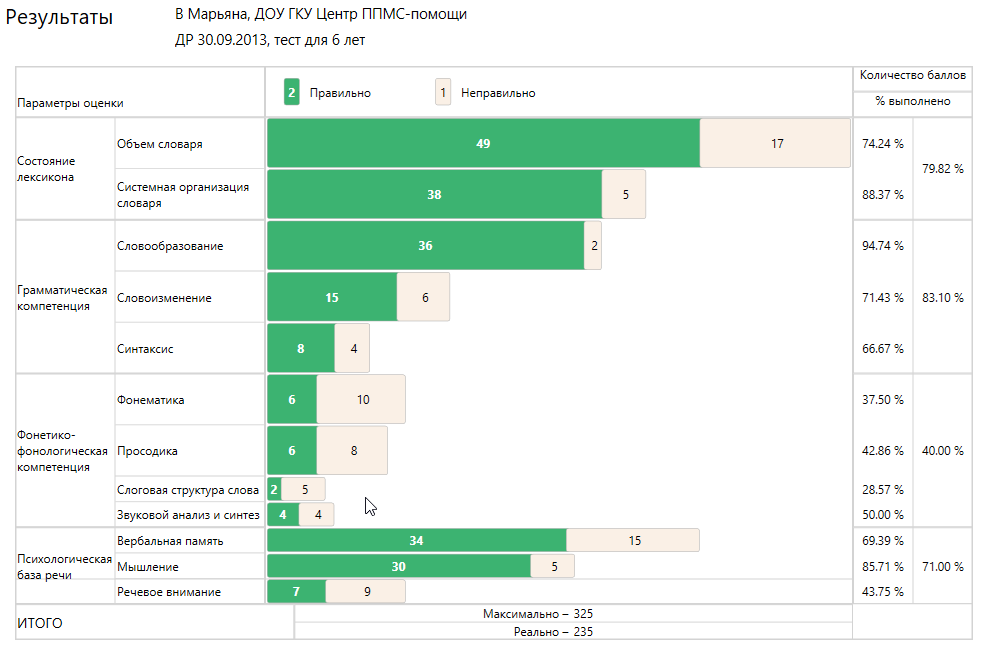 Результаты
В Марьяна, ДОУ ГКУ Центр ППМС-помощи
ДР 30.09.2013, тест для 6 лет
Параметры оценки
2 Правильно 1 Неправильно
Количество баллов
% выполнено
Состояние
лексикона
Объем словаря 49 17 74.24 %
79.82 %
Системная организация
словаря 38 5 88.37 %
Грамматическая
компетенция
Словообразование 36 2 94.74 %
Словоизменение 15 6 71.43 % 83.10 %
Синтаксис 8 4 66.67 %
Фонетико-
фонологическая
компетенция
Фонематика 6 10 37.50 %
Просодика 6 8 42.86 % 40.00 %
Слоговая структура слова 2 5 28.57 %
Звуковой анализ и синтез 4 4 50.00 %
Психологическая
база речи
Вербальная память 34 15 69.39 %
Мышление 30 5 85.71 % 71.00 %
Речевое внимание 7 9 43.75 %
ИТОГО
Максимально – 325
Реально – 235